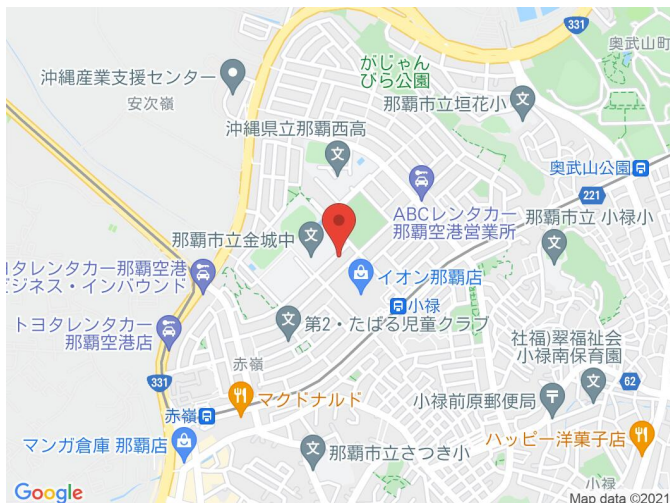 331
奥武山町
がじゃん
びら公園
沖縄産業支援センター
安次嶺
那覇市立垣花小
沖縄県立那覇西高
奥武山公園
221
ABCレンタカー
那覇空港営業所
那覇市立 小禄小
那覇市立金城中
ヨタレンタカー那覇空港
ビジネス・インバウンド
イオン那覇店
小禄
トヨタレンタカー
那覇空港店
第2・たばる児童クラブ
社福)翠福祉会
小禄南保育園
赤嶺
331
62
マクドナルド
小禄前原郵便局
赤嶺
マンガ倉庫 那覇店
ハッピー洋菓子店
那覇市立さつき小
小禄
Google
Map data ©2021